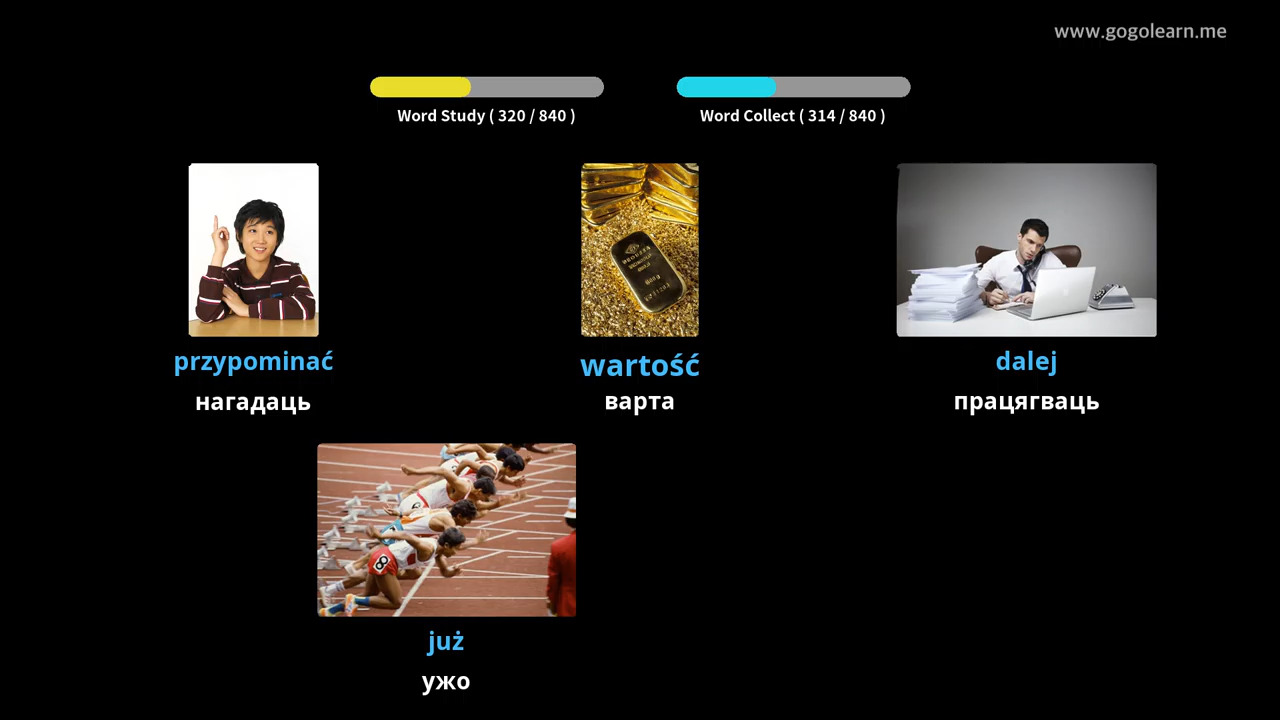 www.gogolearn.me
Word Study ( 320 / 840 )
Word Collect ( 314 / 840 )
przypominać
wartość
dalej
нагадаць
варта
працягваць
już
ужо